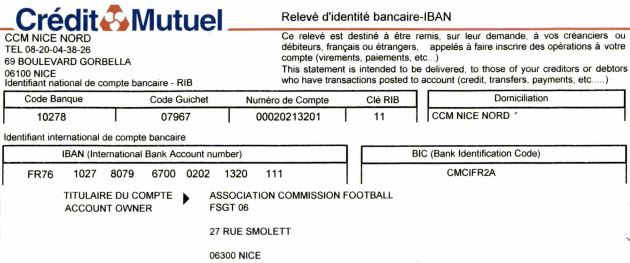 Crédit Mutuel
Relevé d'identité bancaire-IBAN
CCM NICE NORD
TEL 08-20-04-38-26
69 BOULEVARD GORBELLA
06100 NICE
Ce relevé est destiné à être remis, sur leur demande, à vos créanciers ou
débiteurs, français ou étrangers, appelés à faire inscrire des opérations à votre
compte (virements, paiements, etc...)
This statement is intended to be delivered, to those of your creditors or debtors
who have transactions posted to account (credit, transfers, payments, etc.....)
Identifiant national de compte bancaire - RIB
Code Banque Code Guichet Numéro de Compte Clé RIB Domiciliation
10278 07967 00020213201 11 CCM NICE NORD
Identifiant international de compte bancaire
IBAN (International Bank Account number) BIC (Bank Identification Code)
FR76 1027 8079 6700 0202 1320 111 CMCIFR2A
TITULAIRE DU COMPTE ASSOCIATION COMMISSION FOOTBALL
ACCOUNT OWNER FSGT 06
27 RUE SMOLETT
06300 NICE